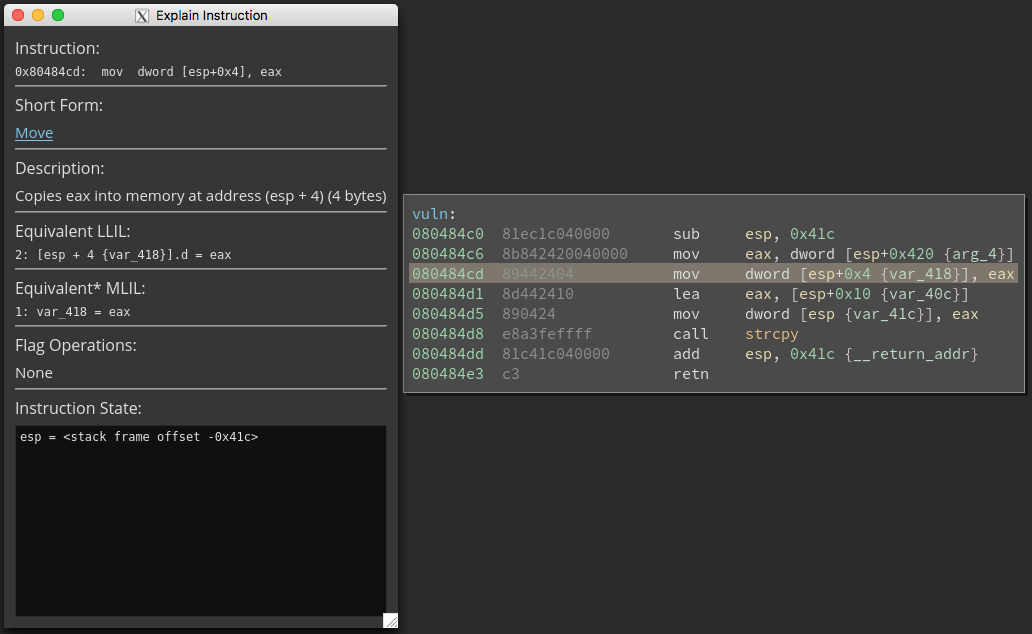 Explain Instruction
Instruction:
0x80484cd:  mov  dword [esp+0x4], eax
Short Form:
Move
Description:
Copies eax into memory at address (esp + 4) (4 bytes)
Equivalent LLIL:
2: [esp + 4 {var_418}].d = eax
Equivalent* MLIL:
1: var_418 = eax
Flag Operations:
None
Instruction State:
esp = <stack frame offset -0x41c>
vuln:
080484c0  81ec1c040000  sub  esp, 0x41c
080484c6  8b842420040000  mov  eax, dword [esp+0x420 {arg_4}]
080484cd  89442404  mov  dword [esp+0x4 {var_418}], eax
080484d1  8d442410  lea  eax, [esp+0x10 {var_40c}]
080484d5  890424  mov  dword [esp {var_41c}], eax
080484d8  e8a3feffff  call  strcpy
080484dd  81c41c040000  add  esp, 0x41c {__return_addr}
080484e3  c3  retn